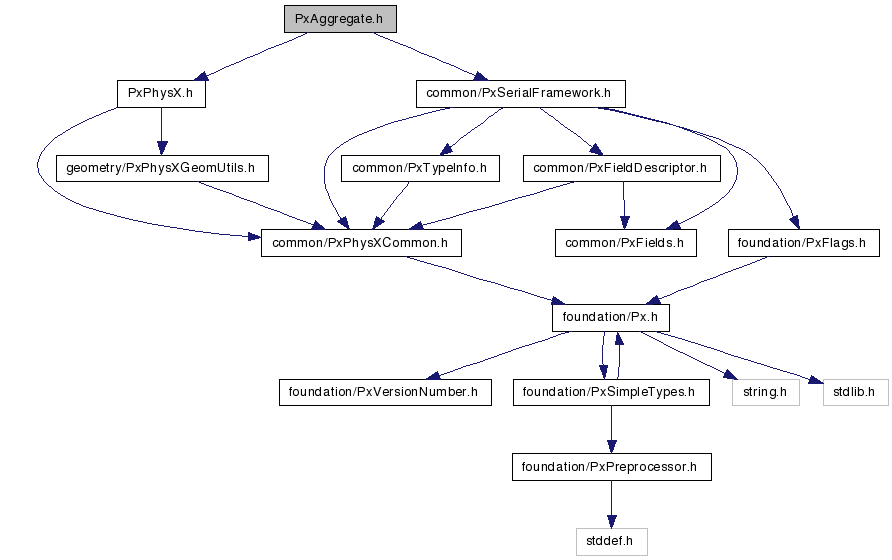 PxAggregate.h
PxPhysX.h
common/PxSerialFramework.h
geometry/PxPhysXGeomUtils.h
common/PxTypeInfo.h
common/PxFieldDescriptor.h
common/PxPhysXCommon.h
common/PxFields.h
foundation/PxFlags.h
foundation/Px.h
foundation/PxVersionNumber.h
foundation/PxSimpleTypes.h
string.h
stdlib.h
foundation/PxPreprocessor.h
stddef.h